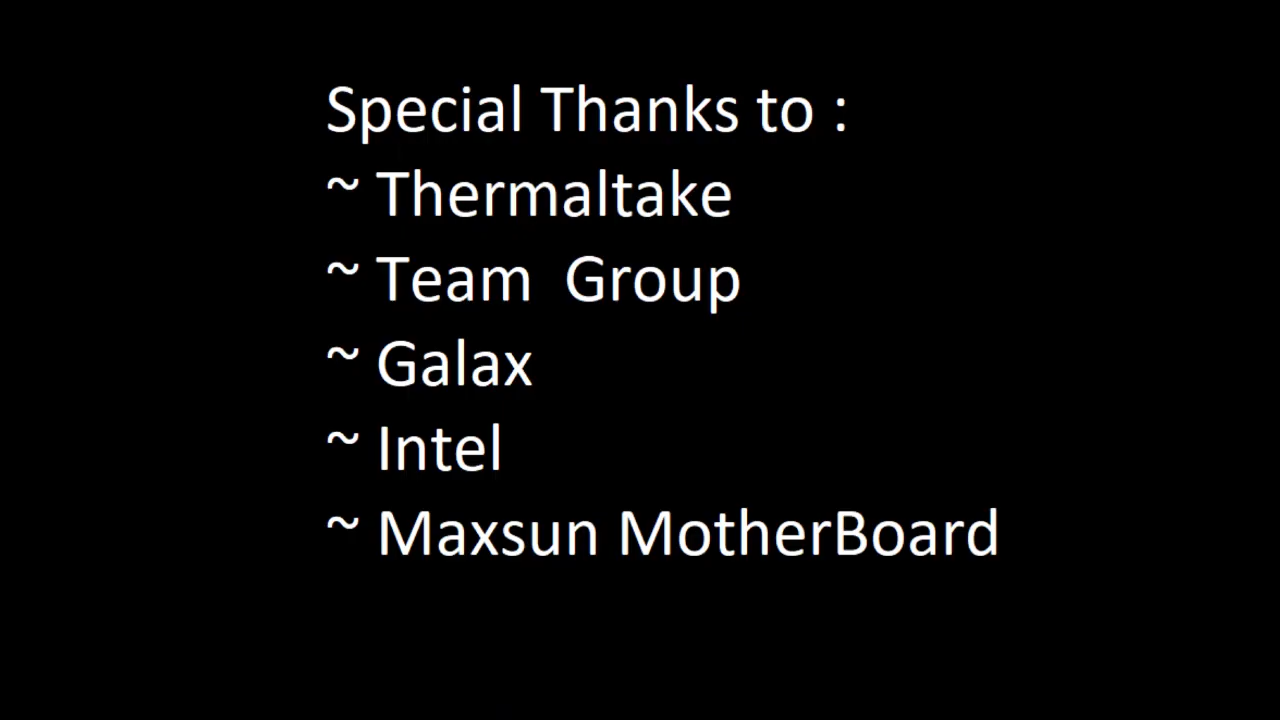 Special Thanks to :
~ Thermaltake
~ Team  Group
~ Galax
~ Intel
~ Maxsun MotherBoard